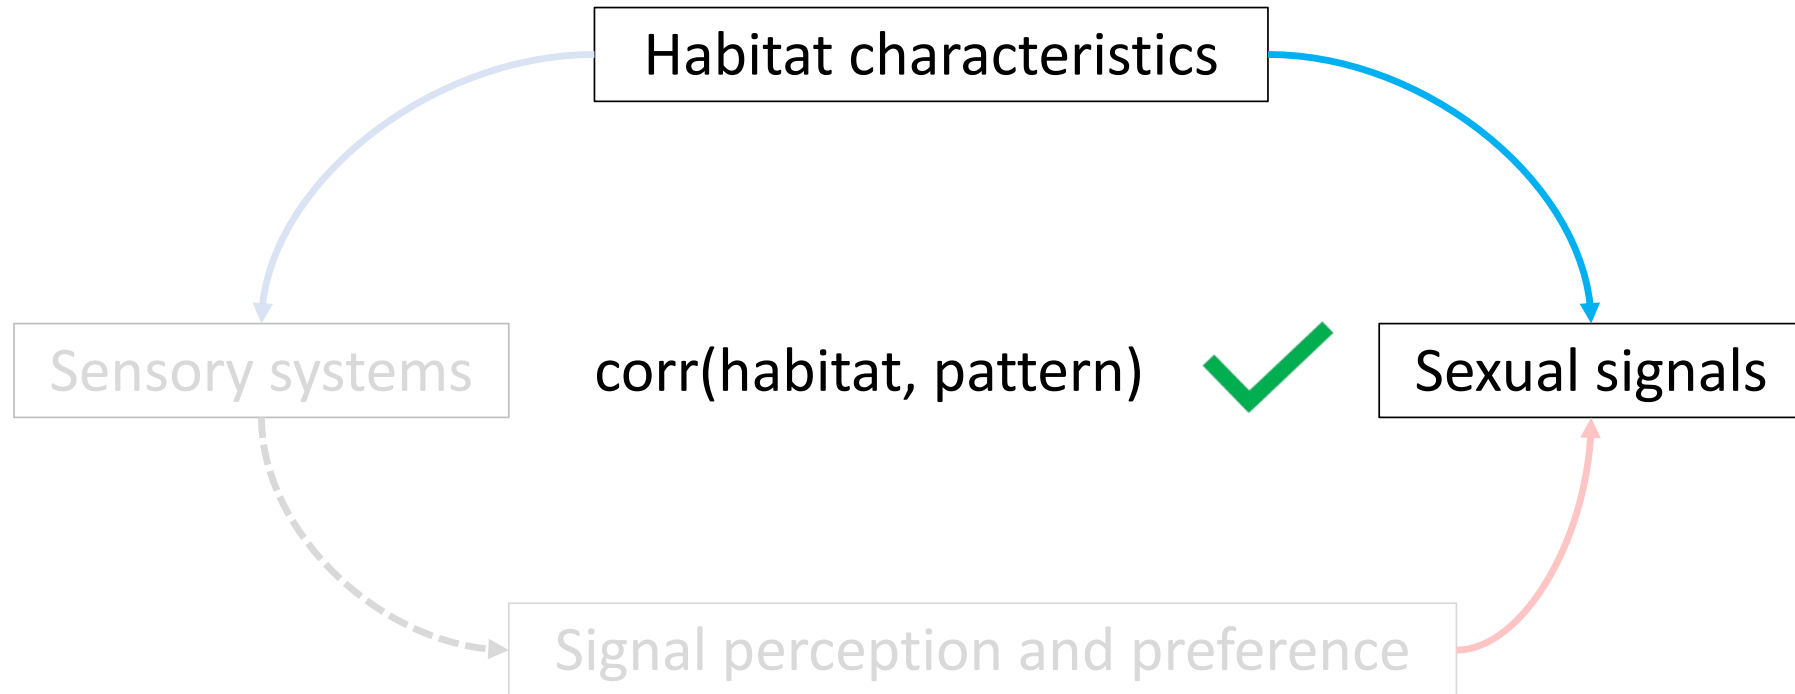 Habitat characteristics
Sensory systems
corr(habitat, pattern)
Sexual signals
Signal perception and preference